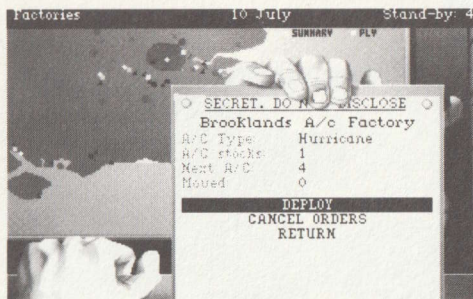 Factories 10 July Stand-by: 4
SUMMARY FLY
SECRET. DO N DISCLOSE
Brooklands A/c Factory
A/C Type Hurricane
A/C stocks 1
Next A/C 4
Moved 0
DEPLOY
CANCEL ORDERS
RETURN